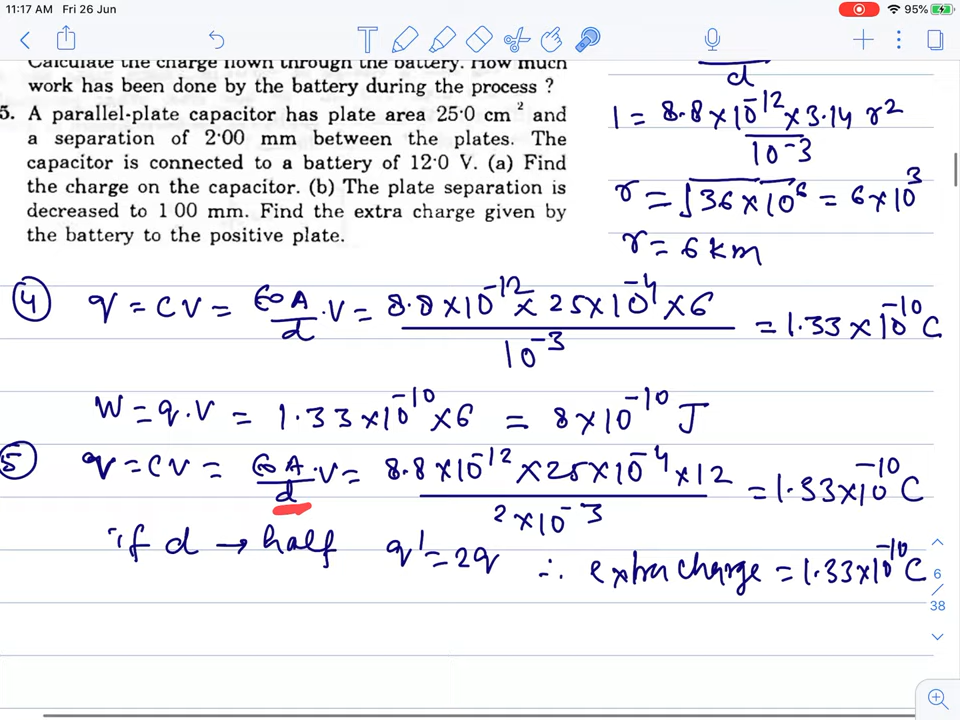 11:17 AM Fri 26 Jun
95%
Calculate the charge flown through the battery. How much
work has been done by the battery during the process ?
5. A parallel-plate capacitor has plate area 25·0 cm² and
a separation of 2·00 mm between the plates. The
capacitor is connected to a battery of 12·0 V. (a) Find
the charge on the capacitor. (b) The plate separation is
decreased to 1 00 mm. Find the extra charge given by
the battery to the positive plate.
d
1 = 8.8×10⁻¹² × 3.14 r²
10⁻³
r = √36×10⁶ = 6×10³
r = 6 km
④ q = CV = ϵ₀A/d · V = 8.8×10⁻¹² × 25×10⁻⁴ × 6 / 10⁻³ = 1.33 × 10⁻¹⁰ C
W = q.V = 1.33×10⁻¹⁰ × 6 = 8×10⁻¹⁰ J
⑤ q = CV = ϵ₀A/d · V = 8.8×10⁻¹² × 25×10⁻⁴ × 12 / 2×10⁻³ = 1.33×10⁻¹⁰ C
if d → half q' = 2q ∴ extra charge = 1.33×10⁻¹⁰ C
6
/
38